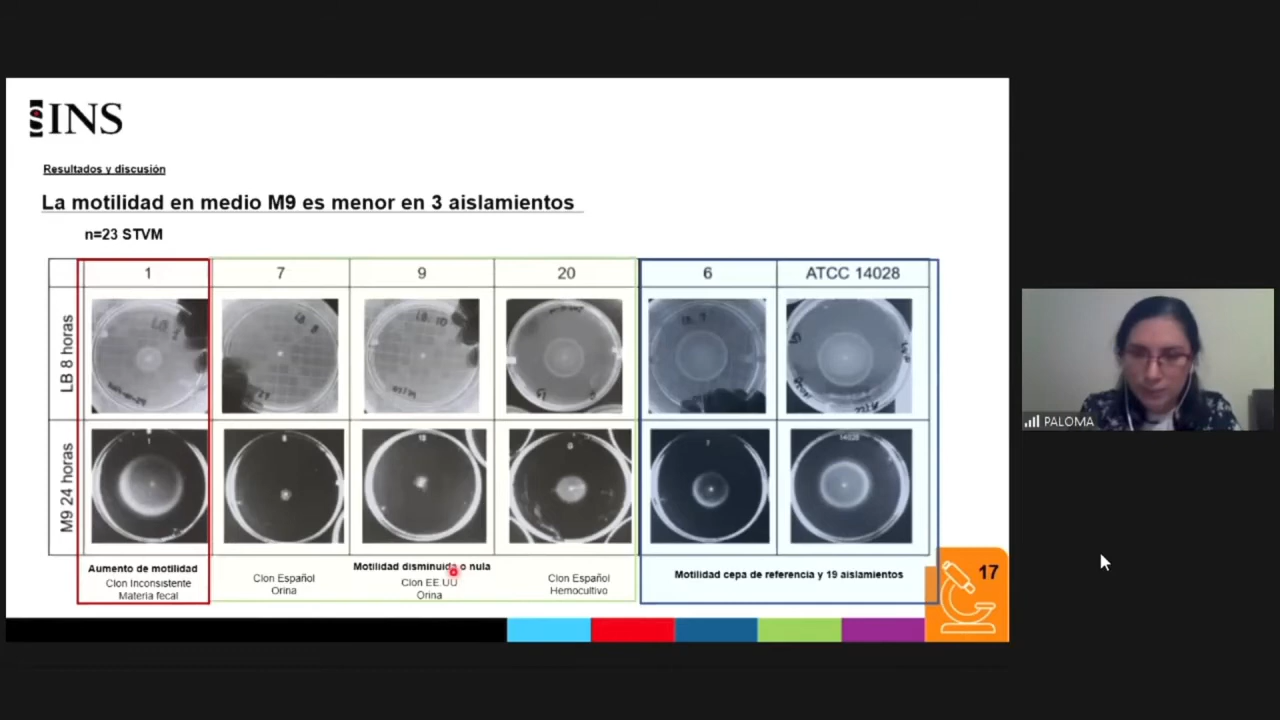 INS
Resultados y discusión
La motilidad en medio M9 es menor en 3 aislamientos
n=23 STVM
1 7 9 20 6 ATCC 14028
LB 8 horas
M9 24 horas
14028
Aumento de motilidad
Clon Inconsistente
Materia fecal
Clon Español
Orina
Motilidad disminuida o nula
Clon EE.UU
Orina
Clon Español
Hemocultivo
Motilidad cepa de referencia y 19 aislamientos
17
PALOMA